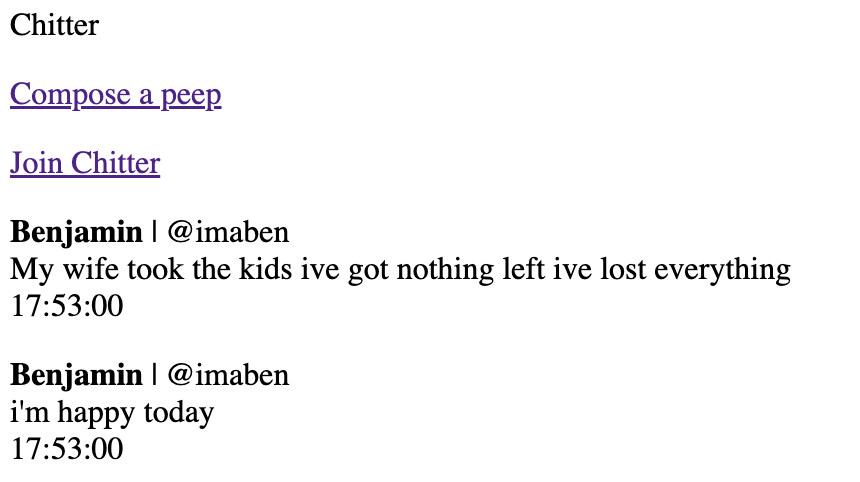 Chitter
Compose a peep
Join Chitter
Benjamin | @imaben
My wife took the kids ive got nothing left ive lost everything
17:53:00
Benjamin | @imaben
i'm happy today
17:53:00